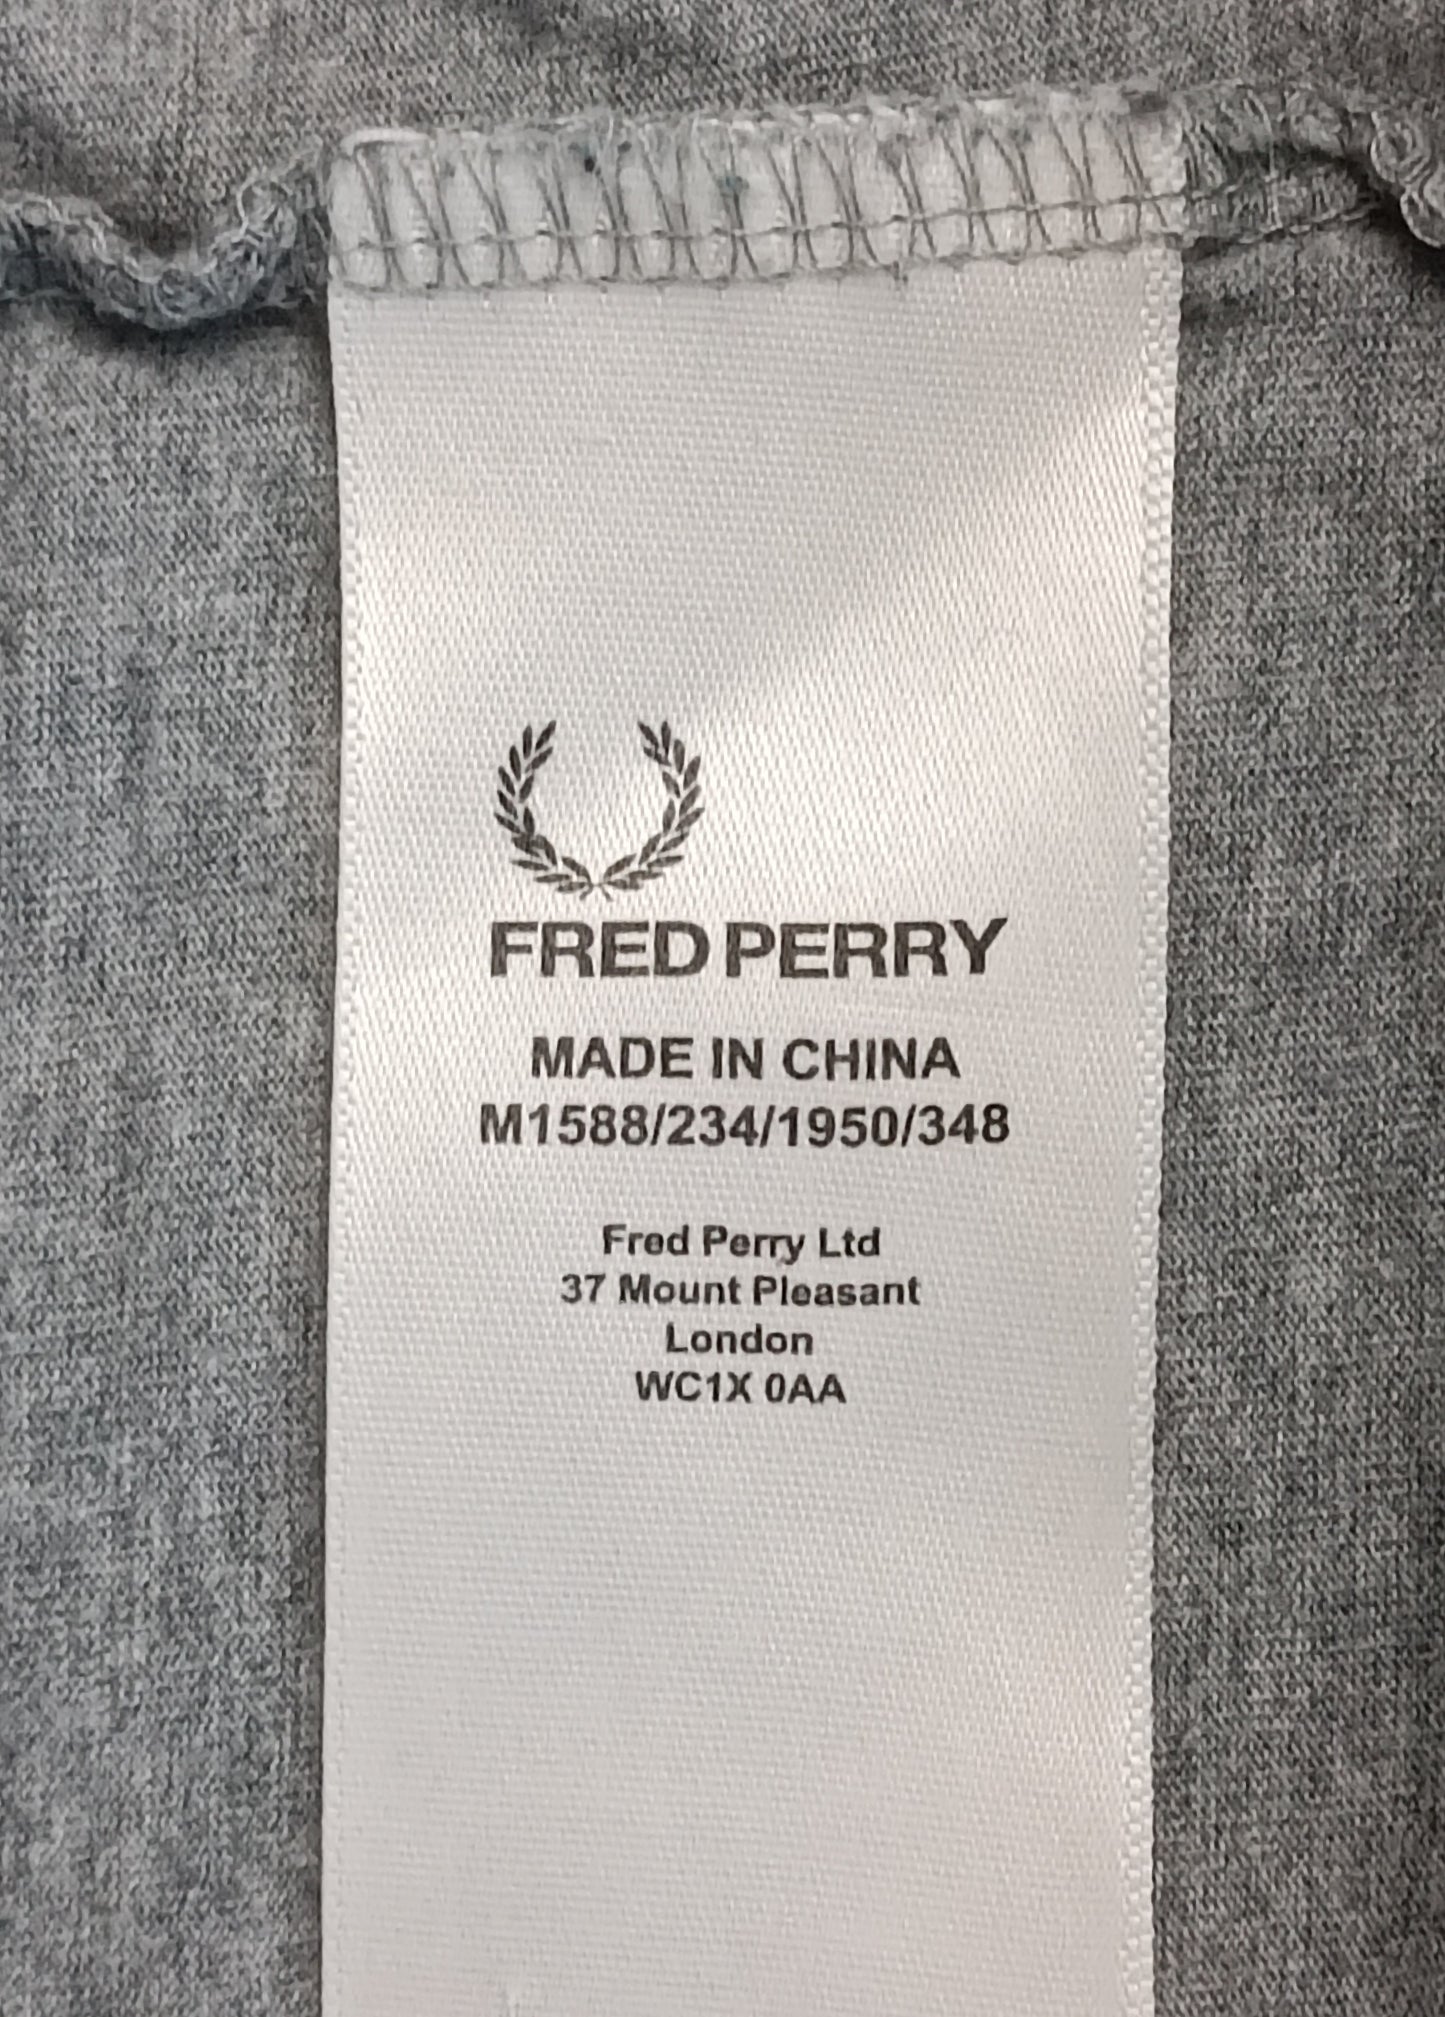 FRED PERRY
MADE IN CHINA
M1588/234/1950/348
Fred Perry Ltd
37 Mount Pleasant
London
WC1X 0AA